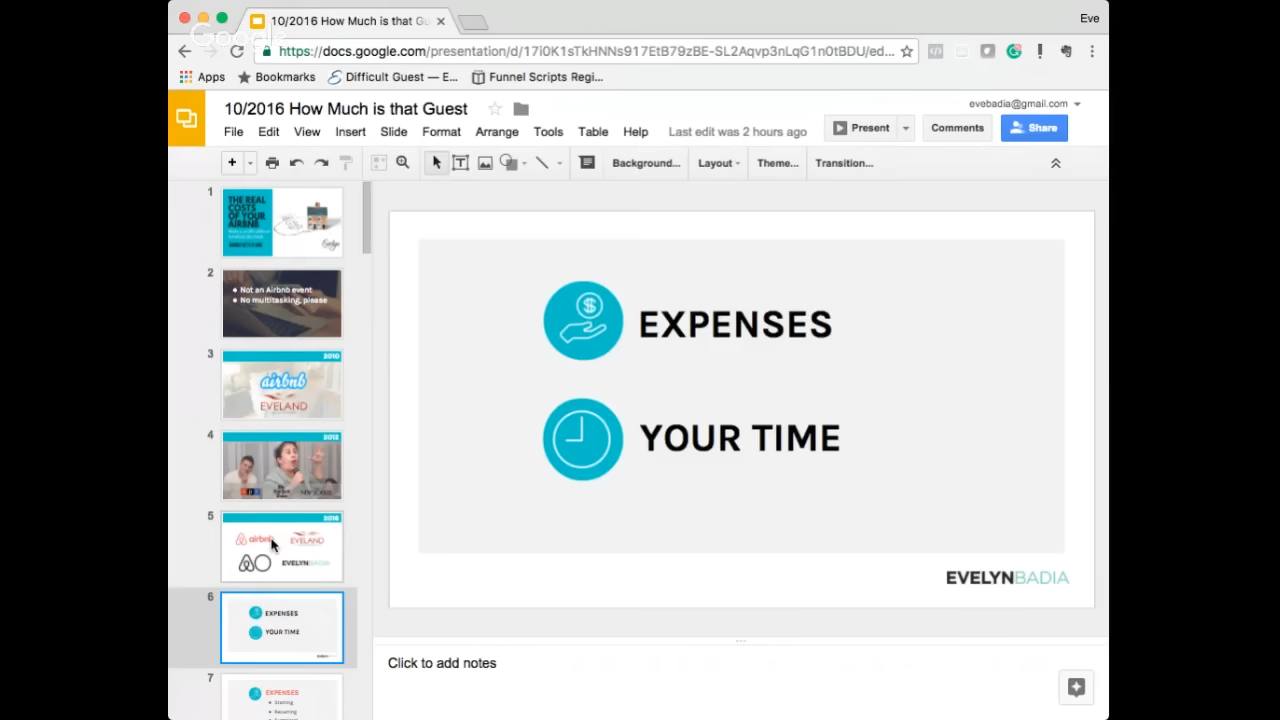 10/2016 How Much is that Gu
Eve
Google
https://docs.google.com/presentation/d/17i0K1sTkHNNs917EtB79zBE-SL2Aqvp3nLqG1n0tBDU/ed...
Apps Bookmarks Difficult Guest — E... Funnel Scripts Regi...
10/2016 How Much is that Guest
evebadia@gmail.com
File Edit View Insert Slide Format Arrange Tools Table Help Last edit was 2 hours ago
Present Comments Share
Background... Layout Theme... Transition...
1
THE REAL
COSTS
OF YOUR
AIRBNB
2
Not an Airbnb event
No multitasking, please
3
2010
airbnb
EVELAND
4
2012
5
2016
airbnb EVELAND
EVELYNBADIA
6
EXPENSES
YOUR TIME
7
EXPENSES
Starting
Recurring
EXPENSES
YOUR TIME
EVELYNBADIA
Click to add notes